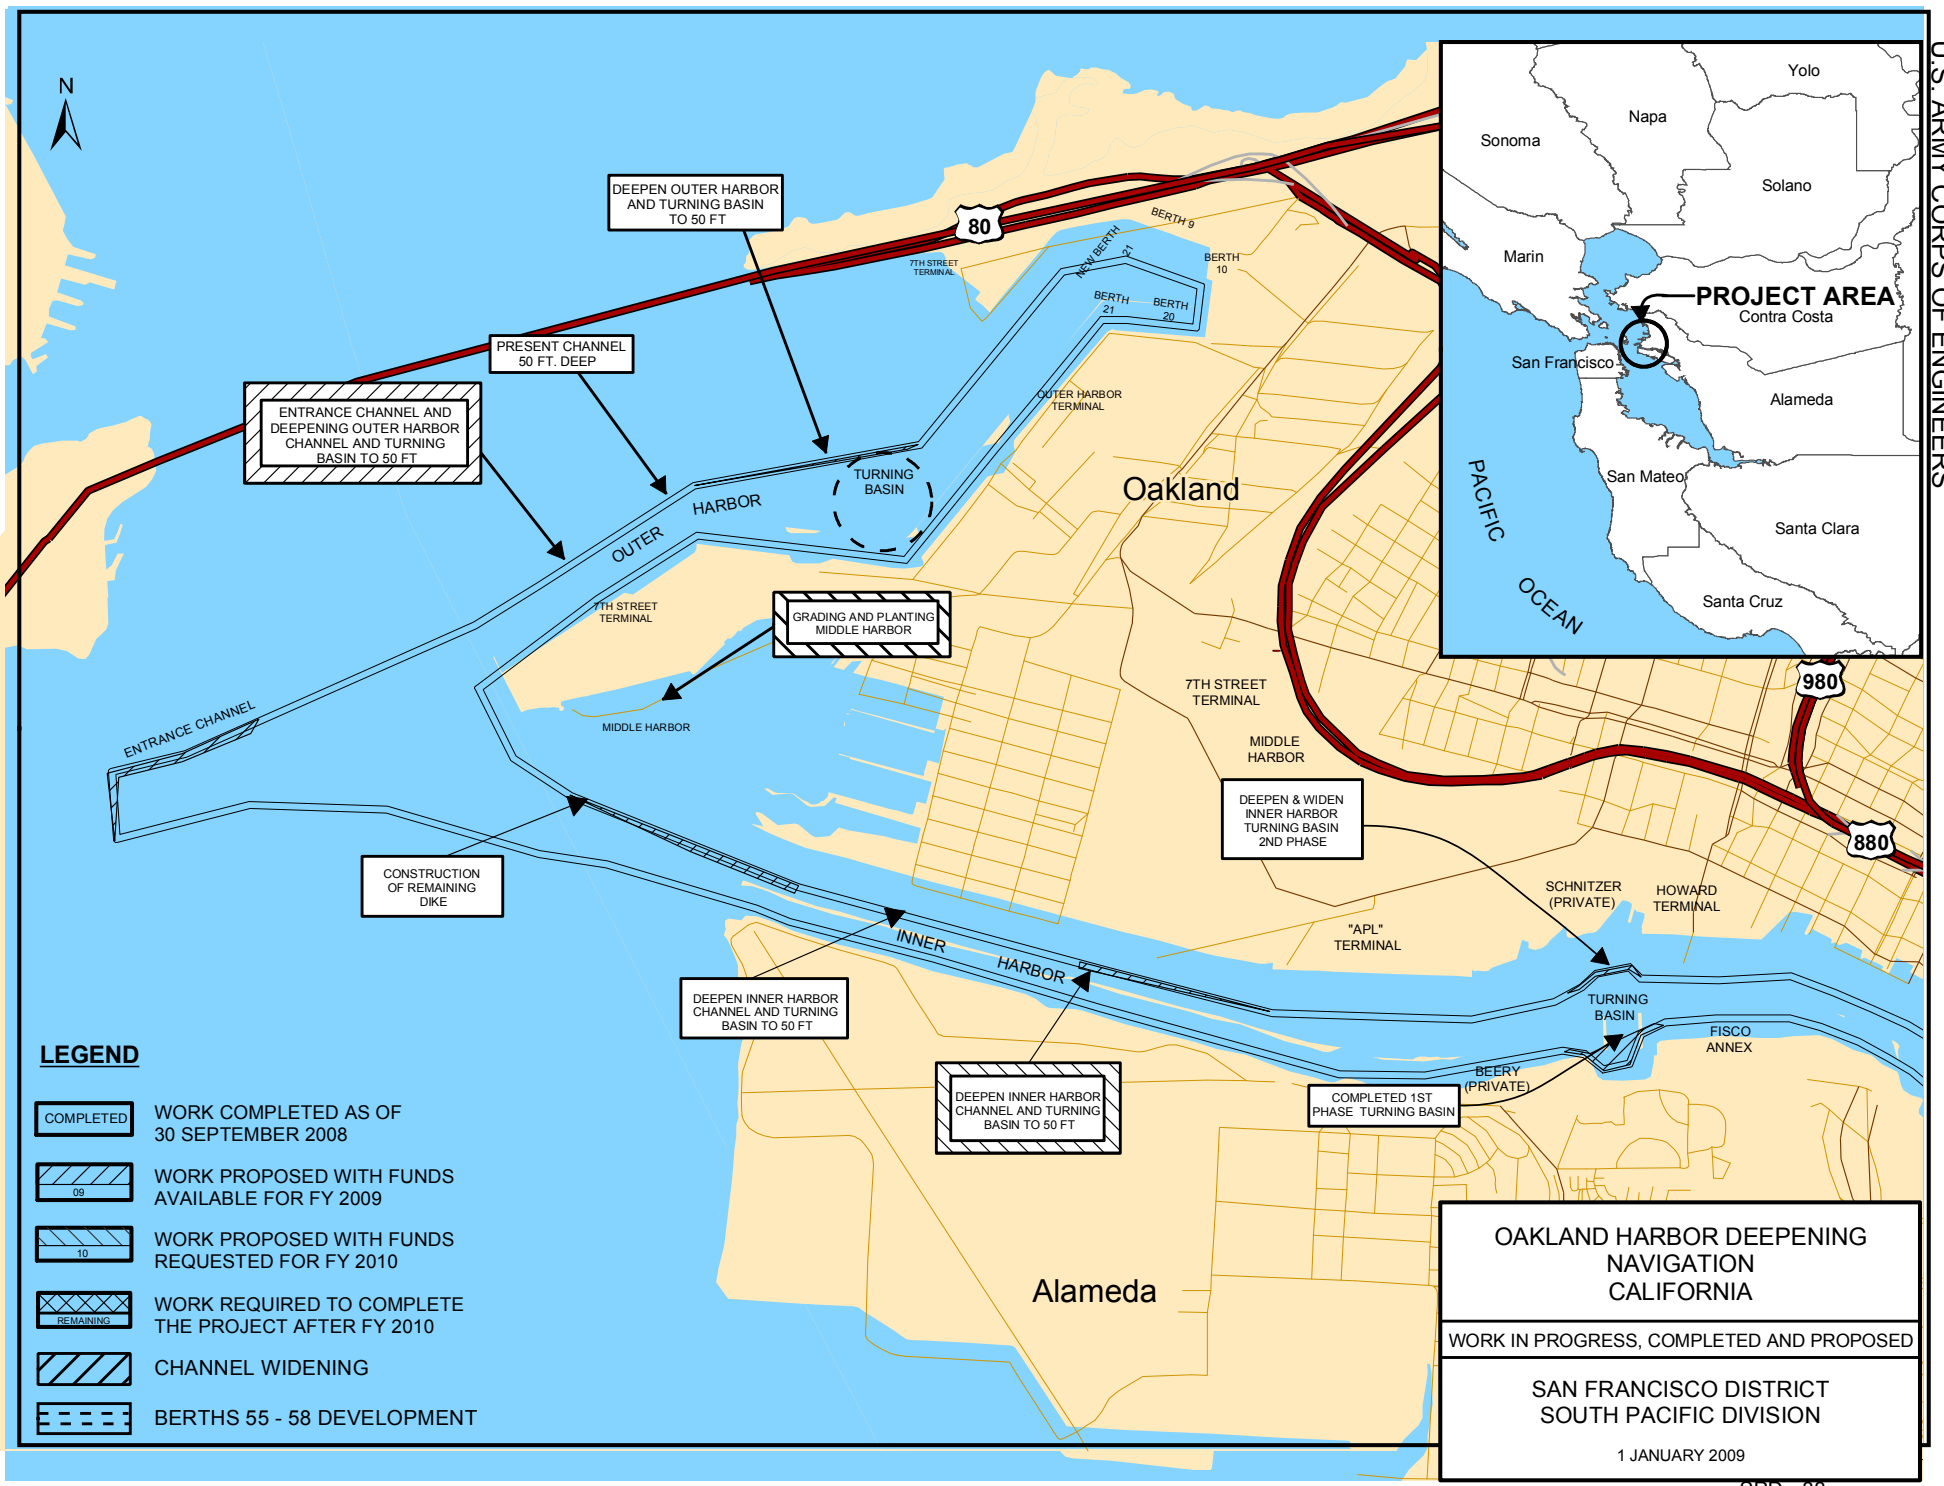 N
U.S. ARMY CORPS OF ENGINEERS
Yolo
Napa
Sonoma
Solano
Marin
PROJECT AREA
Contra Costa
San Francisco
Alameda
San Mateo
PACIFIC
OCEAN
Santa Clara
Santa Cruz
DEEPEN OUTER HARBOR
AND TURNING BASIN
TO 50 FT
80
BERTH 9
7TH STREET
TERMINAL
NEW BERTH
21
BERTH
10
BERTH
21
BERTH
20
PRESENT CHANNEL
50 FT. DEEP
ENTRANCE CHANNEL AND
DEEPENING OUTER HARBOR
CHANNEL AND TURNING
BASIN TO 50 FT
OUTER HARBOR
TERMINAL
TURNING
BASIN
Oakland
OUTER
HARBOR
7TH STREET
TERMINAL
GRADING AND PLANTING
MIDDLE HARBOR
MIDDLE HARBOR
ENTRANCE CHANNEL
7TH STREET
TERMINAL
MIDDLE
HARBOR
980
880
DEEPEN & WIDEN
INNER HARBOR
TURNING BASIN
2ND PHASE
CONSTRUCTION
OF REMAINING
DIKE
SCHNITZER
(PRIVATE)
HOWARD
TERMINAL
"APL"
TERMINAL
INNER
HARBOR
DEEPEN INNER HARBOR
CHANNEL AND TURNING
BASIN TO 50 FT
TURNING
BASIN
FISCO
ANNEX
BEERY
(PRIVATE)
DEEPEN INNER HARBOR
CHANNEL AND TURNING
BASIN TO 50 FT
COMPLETED 1ST
PHASE TURNING BASIN
Alameda
LEGEND
COMPLETED
WORK COMPLETED AS OF
30 SEPTEMBER 2008
09
WORK PROPOSED WITH FUNDS
AVAILABLE FOR FY 2009
10
WORK PROPOSED WITH FUNDS
REQUESTED FOR FY 2010
REMAINING
WORK REQUIRED TO COMPLETE
THE PROJECT AFTER FY 2010
CHANNEL WIDENING
BERTHS 55 - 58 DEVELOPMENT
OAKLAND HARBOR DEEPENING
NAVIGATION
CALIFORNIA
WORK IN PROGRESS, COMPLETED AND PROPOSED
SAN FRANCISCO DISTRICT
SOUTH PACIFIC DIVISION
1 JANUARY 2009